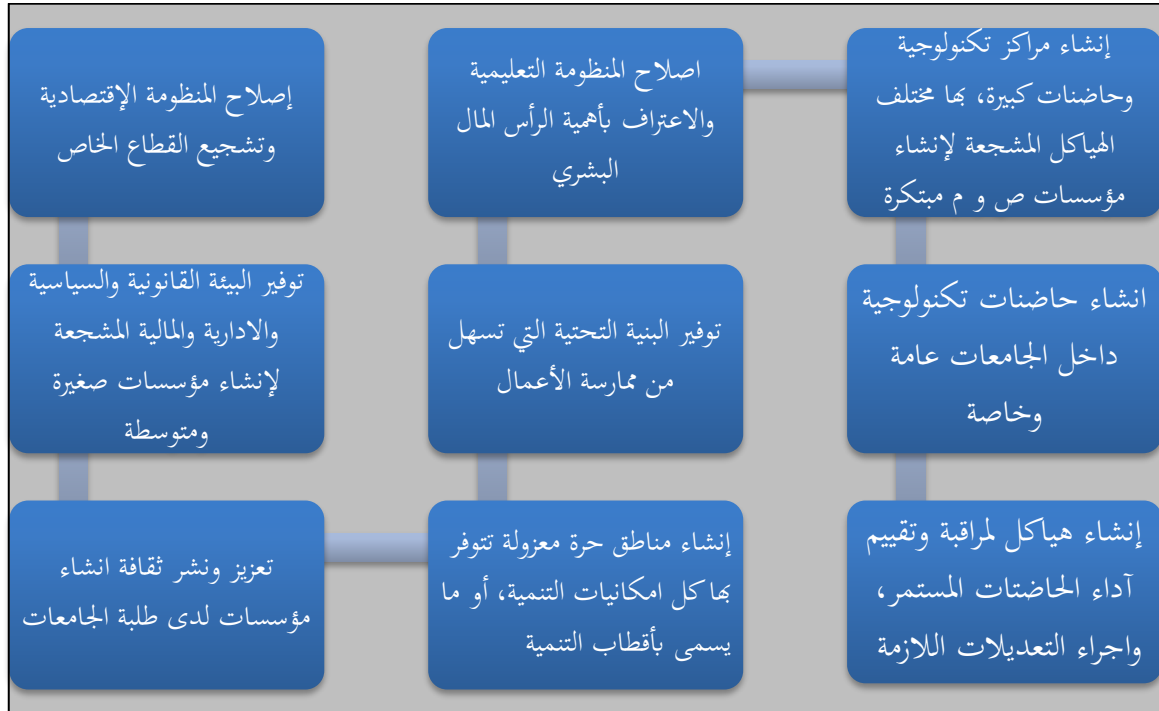 إصلاح المنظومة الإقتصادية
وتشجيع القطاع الخاص
توفير البيئة القانونية والسياسية
والادارية والمالية المشجعة
لإنشاء مؤسسات صغيرة
ومتوسطة
تعزيز ونشر ثقافة انشاء
مؤسسات لدى طلبة الجامعات
إنشاء مناطق حرة معزولة تتوفر
بها كل امكانيات التنمية، أو ما
يسمى بأقطاب التنمية
توفير البنية التحتية التي تسهل
من ممارسة الأعمال
اصلاح المنظومة التعليمية
والاعتراف بأهمية الرأس المال
البشري
إنشاء مراكز تكنولوجية
وحاضنات كبيرة، بها مختلف
الهياكل المشجعة لإنشاء
مؤسسات ص و م مبتكرة
انشاء حاضنات تكنولوجية
داخل الجامعات عامة
وخاصة
إنشاء هياكل لمراقبة وتقييم
آداء الحاضتات المستمر،
واجراء التعديلات اللازمة